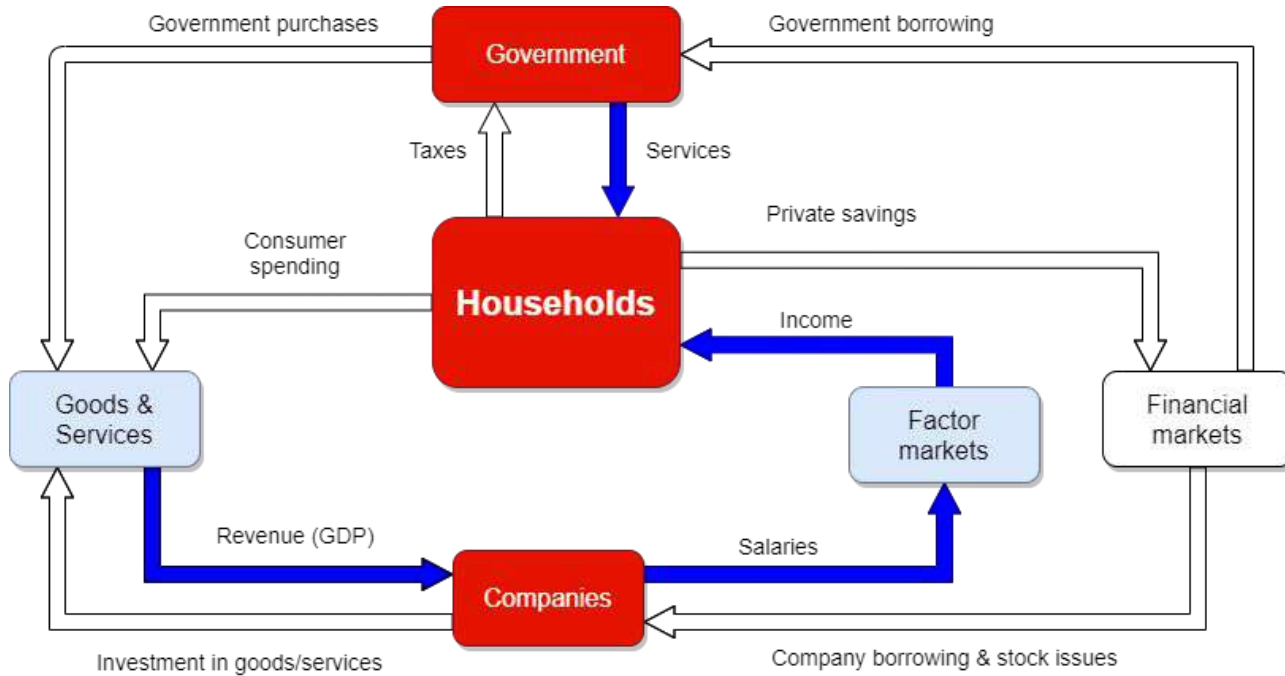 Government purchases
Government borrowing
Government
Taxes
Services
Private savings
Consumer
spending
Households
Income
Goods &
Services
Factor
markets
Financial
markets
Revenue (GDP)
Salaries
Companies
Investment in goods/services
Company borrowing & stock issues